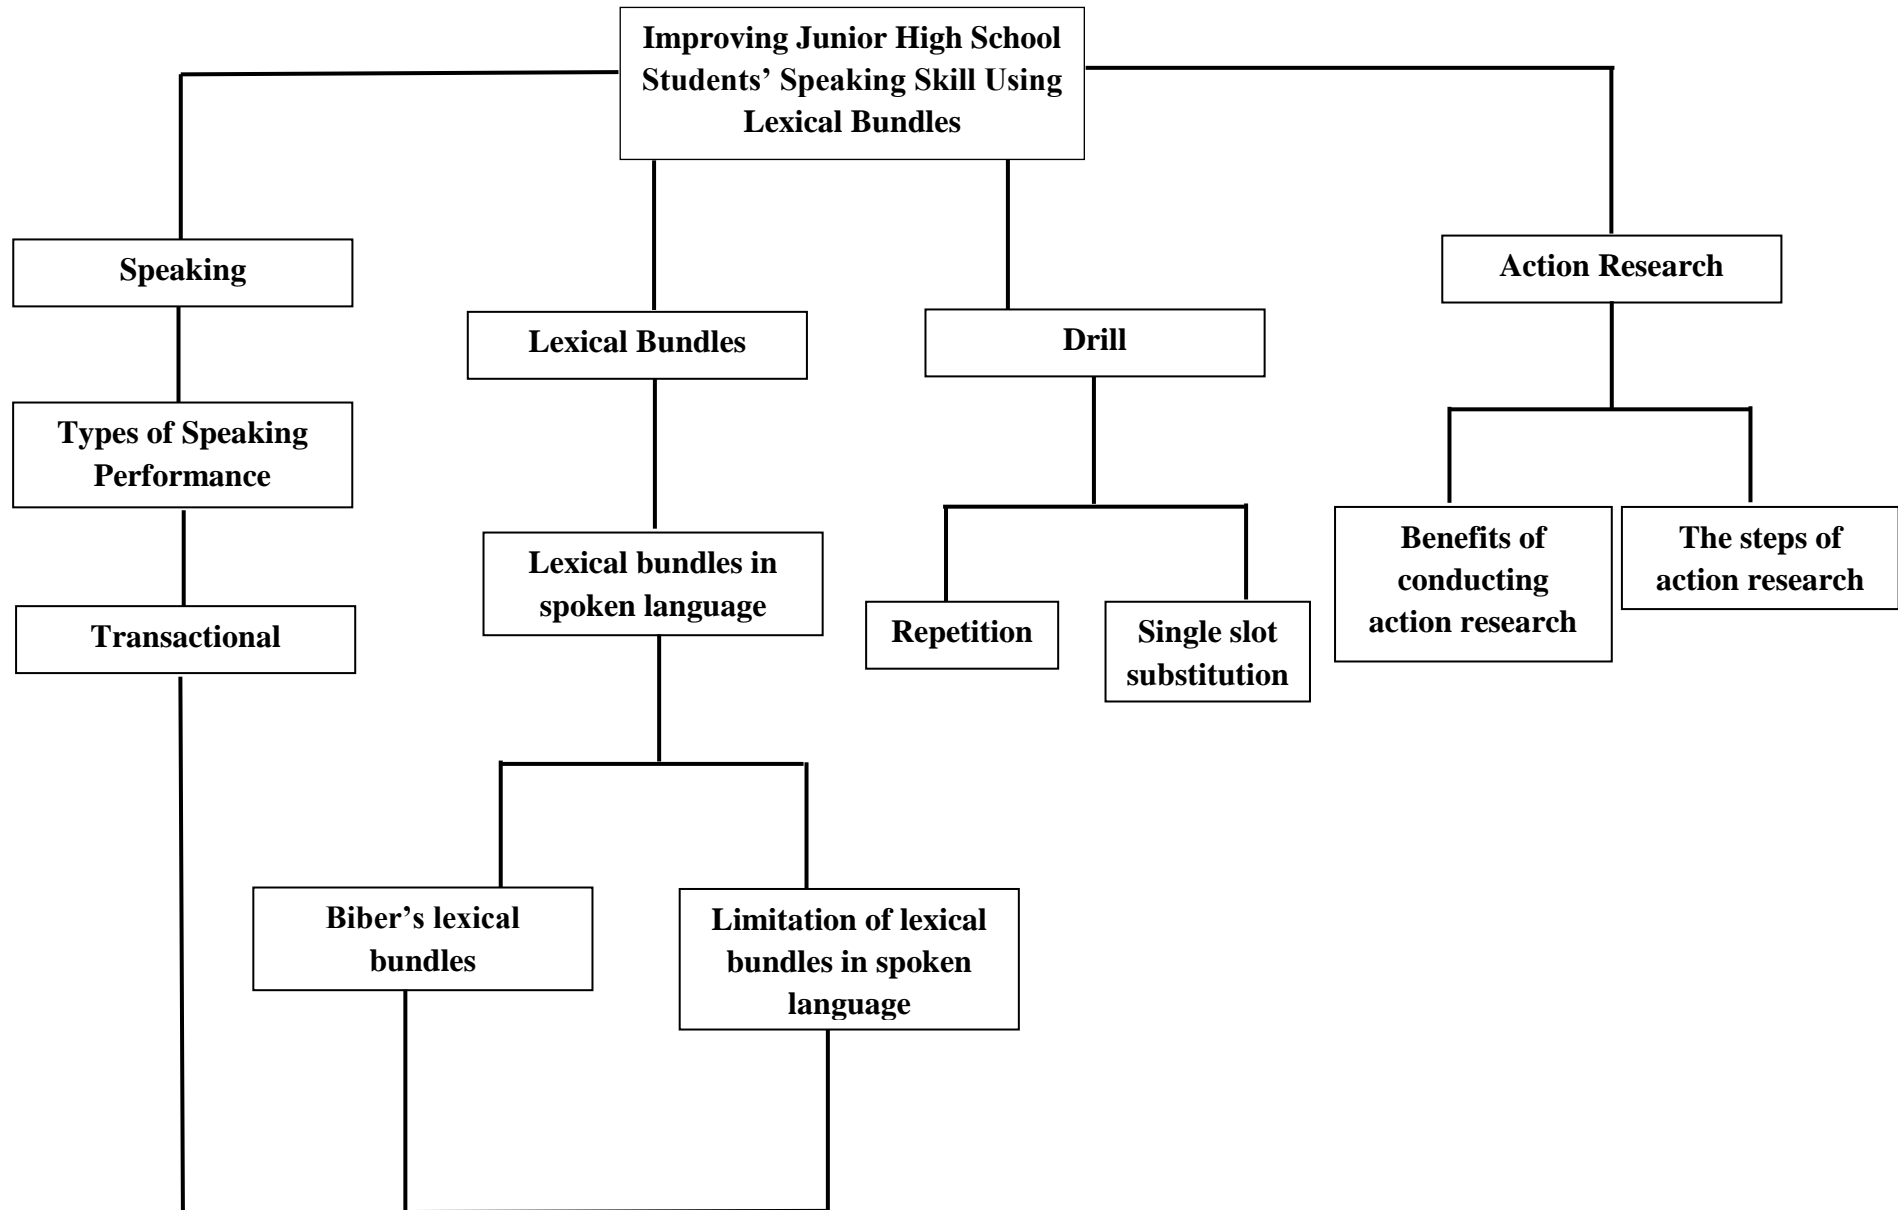 Improving Junior High School
Students’ Speaking Skill Using
Lexical Bundles
Speaking
Action Research
Lexical Bundles
Drill
Types of Speaking
Performance
Lexical bundles in
spoken language
Benefits of
conducting
action research
The steps of
action research
Transactional
Repetition
Single slot
substitution
Biber’s lexical
bundles
Limitation of lexical
bundles in spoken
language